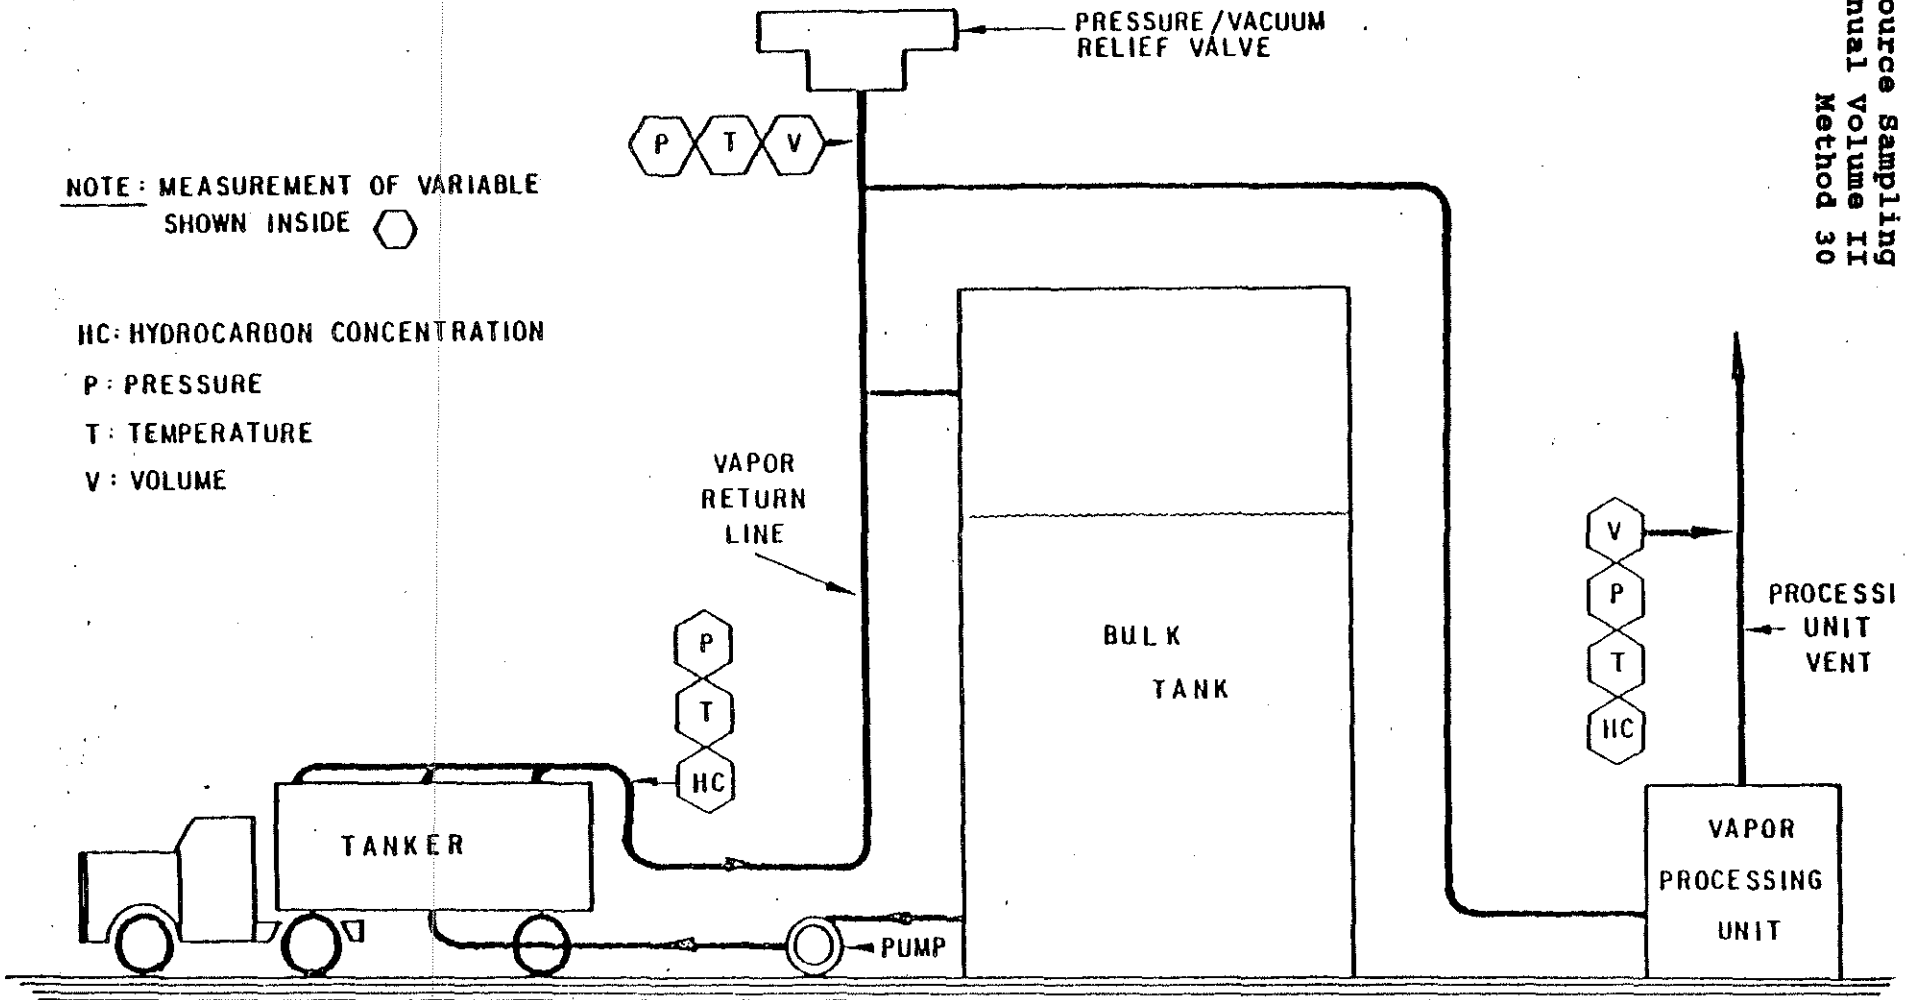 PRESSURE/VACUUM
RELIEF VALVE
ource Sampling
nual Volume II
Method 30
P T V
NOTE: MEASUREMENT OF VARIABLE
SHOWN INSIDE
HC: HYDROCARBON CONCENTRATION
P: PRESSURE
T: TEMPERATURE
V: VOLUME
VAPOR
RETURN
LINE
P
T
HC
BULK
TANK
V
P
T
HC
PROCESSI
UNIT
VENT
TANKER
PUMP
VAPOR
PROCESSING
UNIT